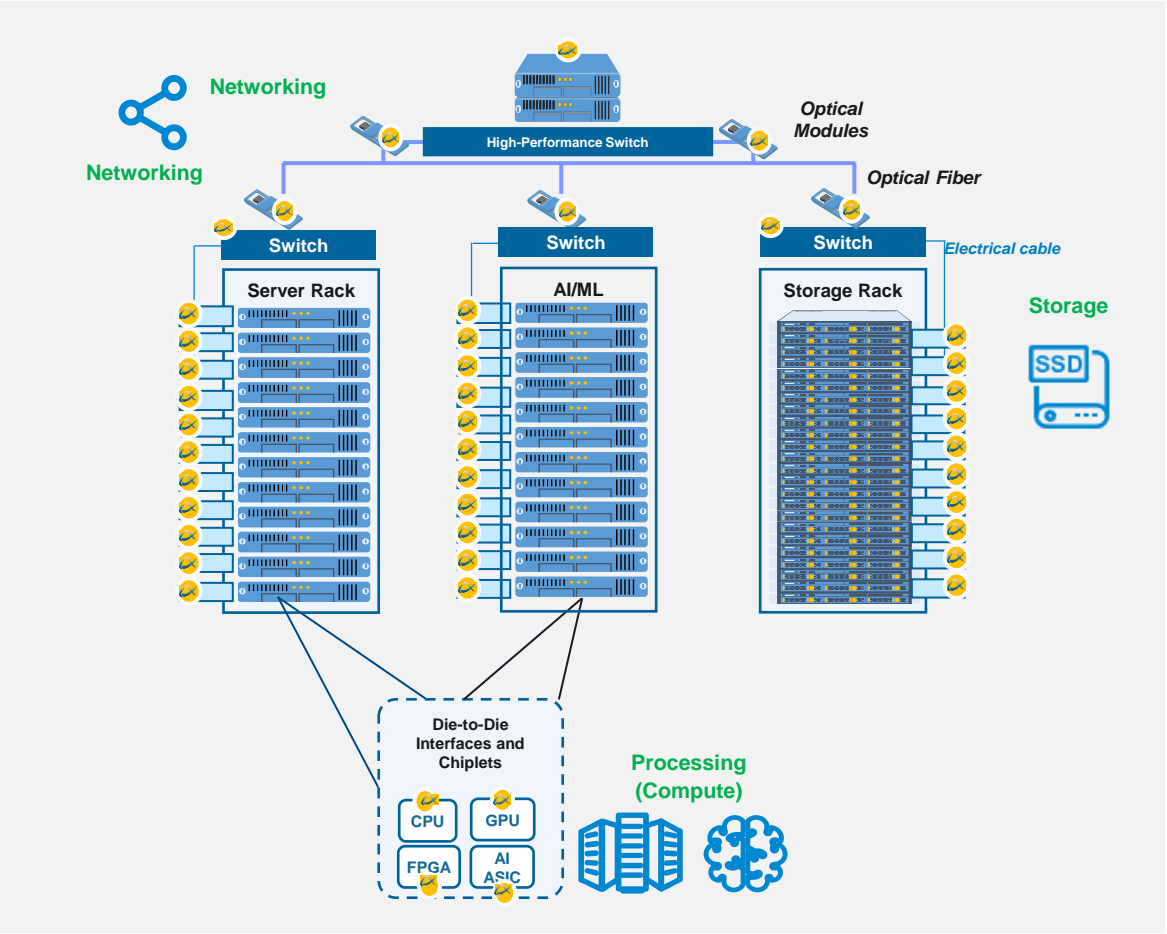 Networking
Networking
High-Performance Switch
Optical
Modules
Optical Fiber
Switch
Switch
Switch
Electrical cable
Server Rack
AI/ML
Storage Rack
Storage
SSD
Die-to-Die
Interfaces and
Chiplets
CPU
GPU
FPGA
AI
ASIC
Processing
(Compute)